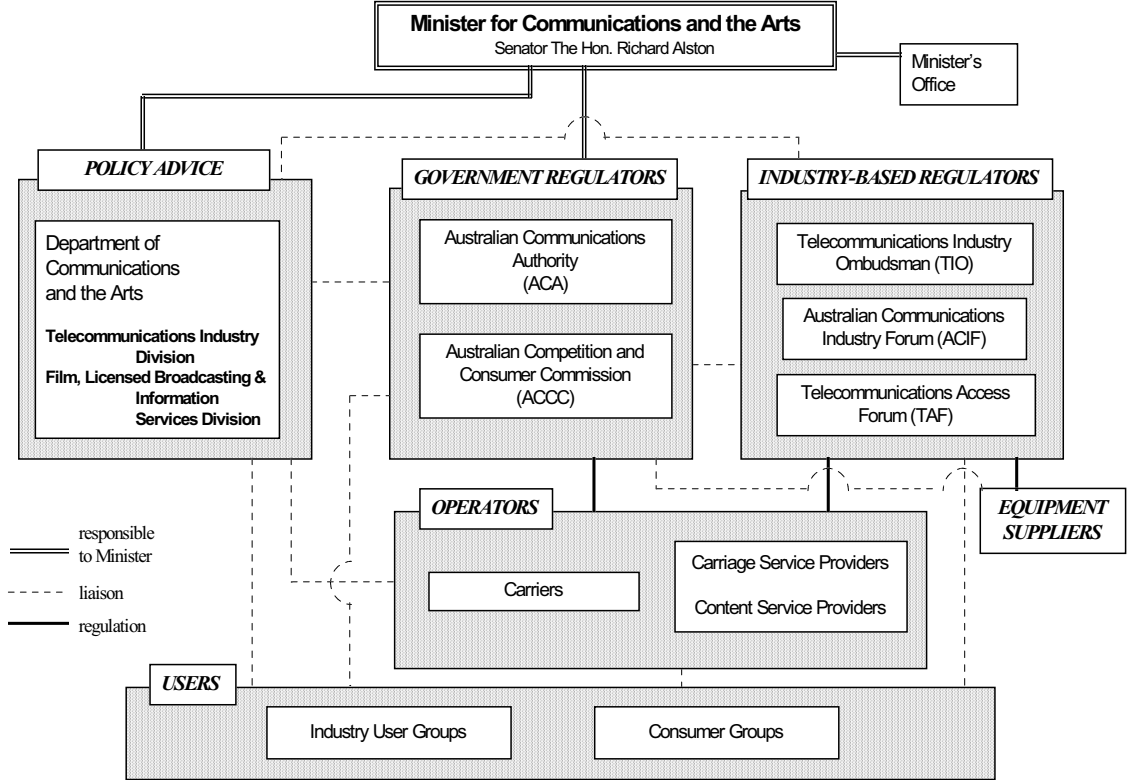 Minister for Communications and the Arts
Senator The Hon. Richard Alston
Minister's
Office
POLICY ADVICE
Department of
Communications
and the Arts
Telecommunications Industry
Division
Film, Licensed Broadcasting &
Information
Services Division
GOVERNMENT REGULATORS
Australian Communications
Authority
(ACA)
Australian Competition and
Consumer Commission
(ACCC)
INDUSTRY-BASED REGULATORS
Telecommunications Industry
Ombudsman (TIO)
Australian Communications
Industry Forum (ACIF)
Telecommunications Access
Forum (TAF)
OPERATORS
Carriers
Carriage Service Providers
Content Service Providers
EQUIPMENT
SUPPLIERS
responsible
to Minister
liaison
regulation
USERS
Industry User Groups
Consumer Groups